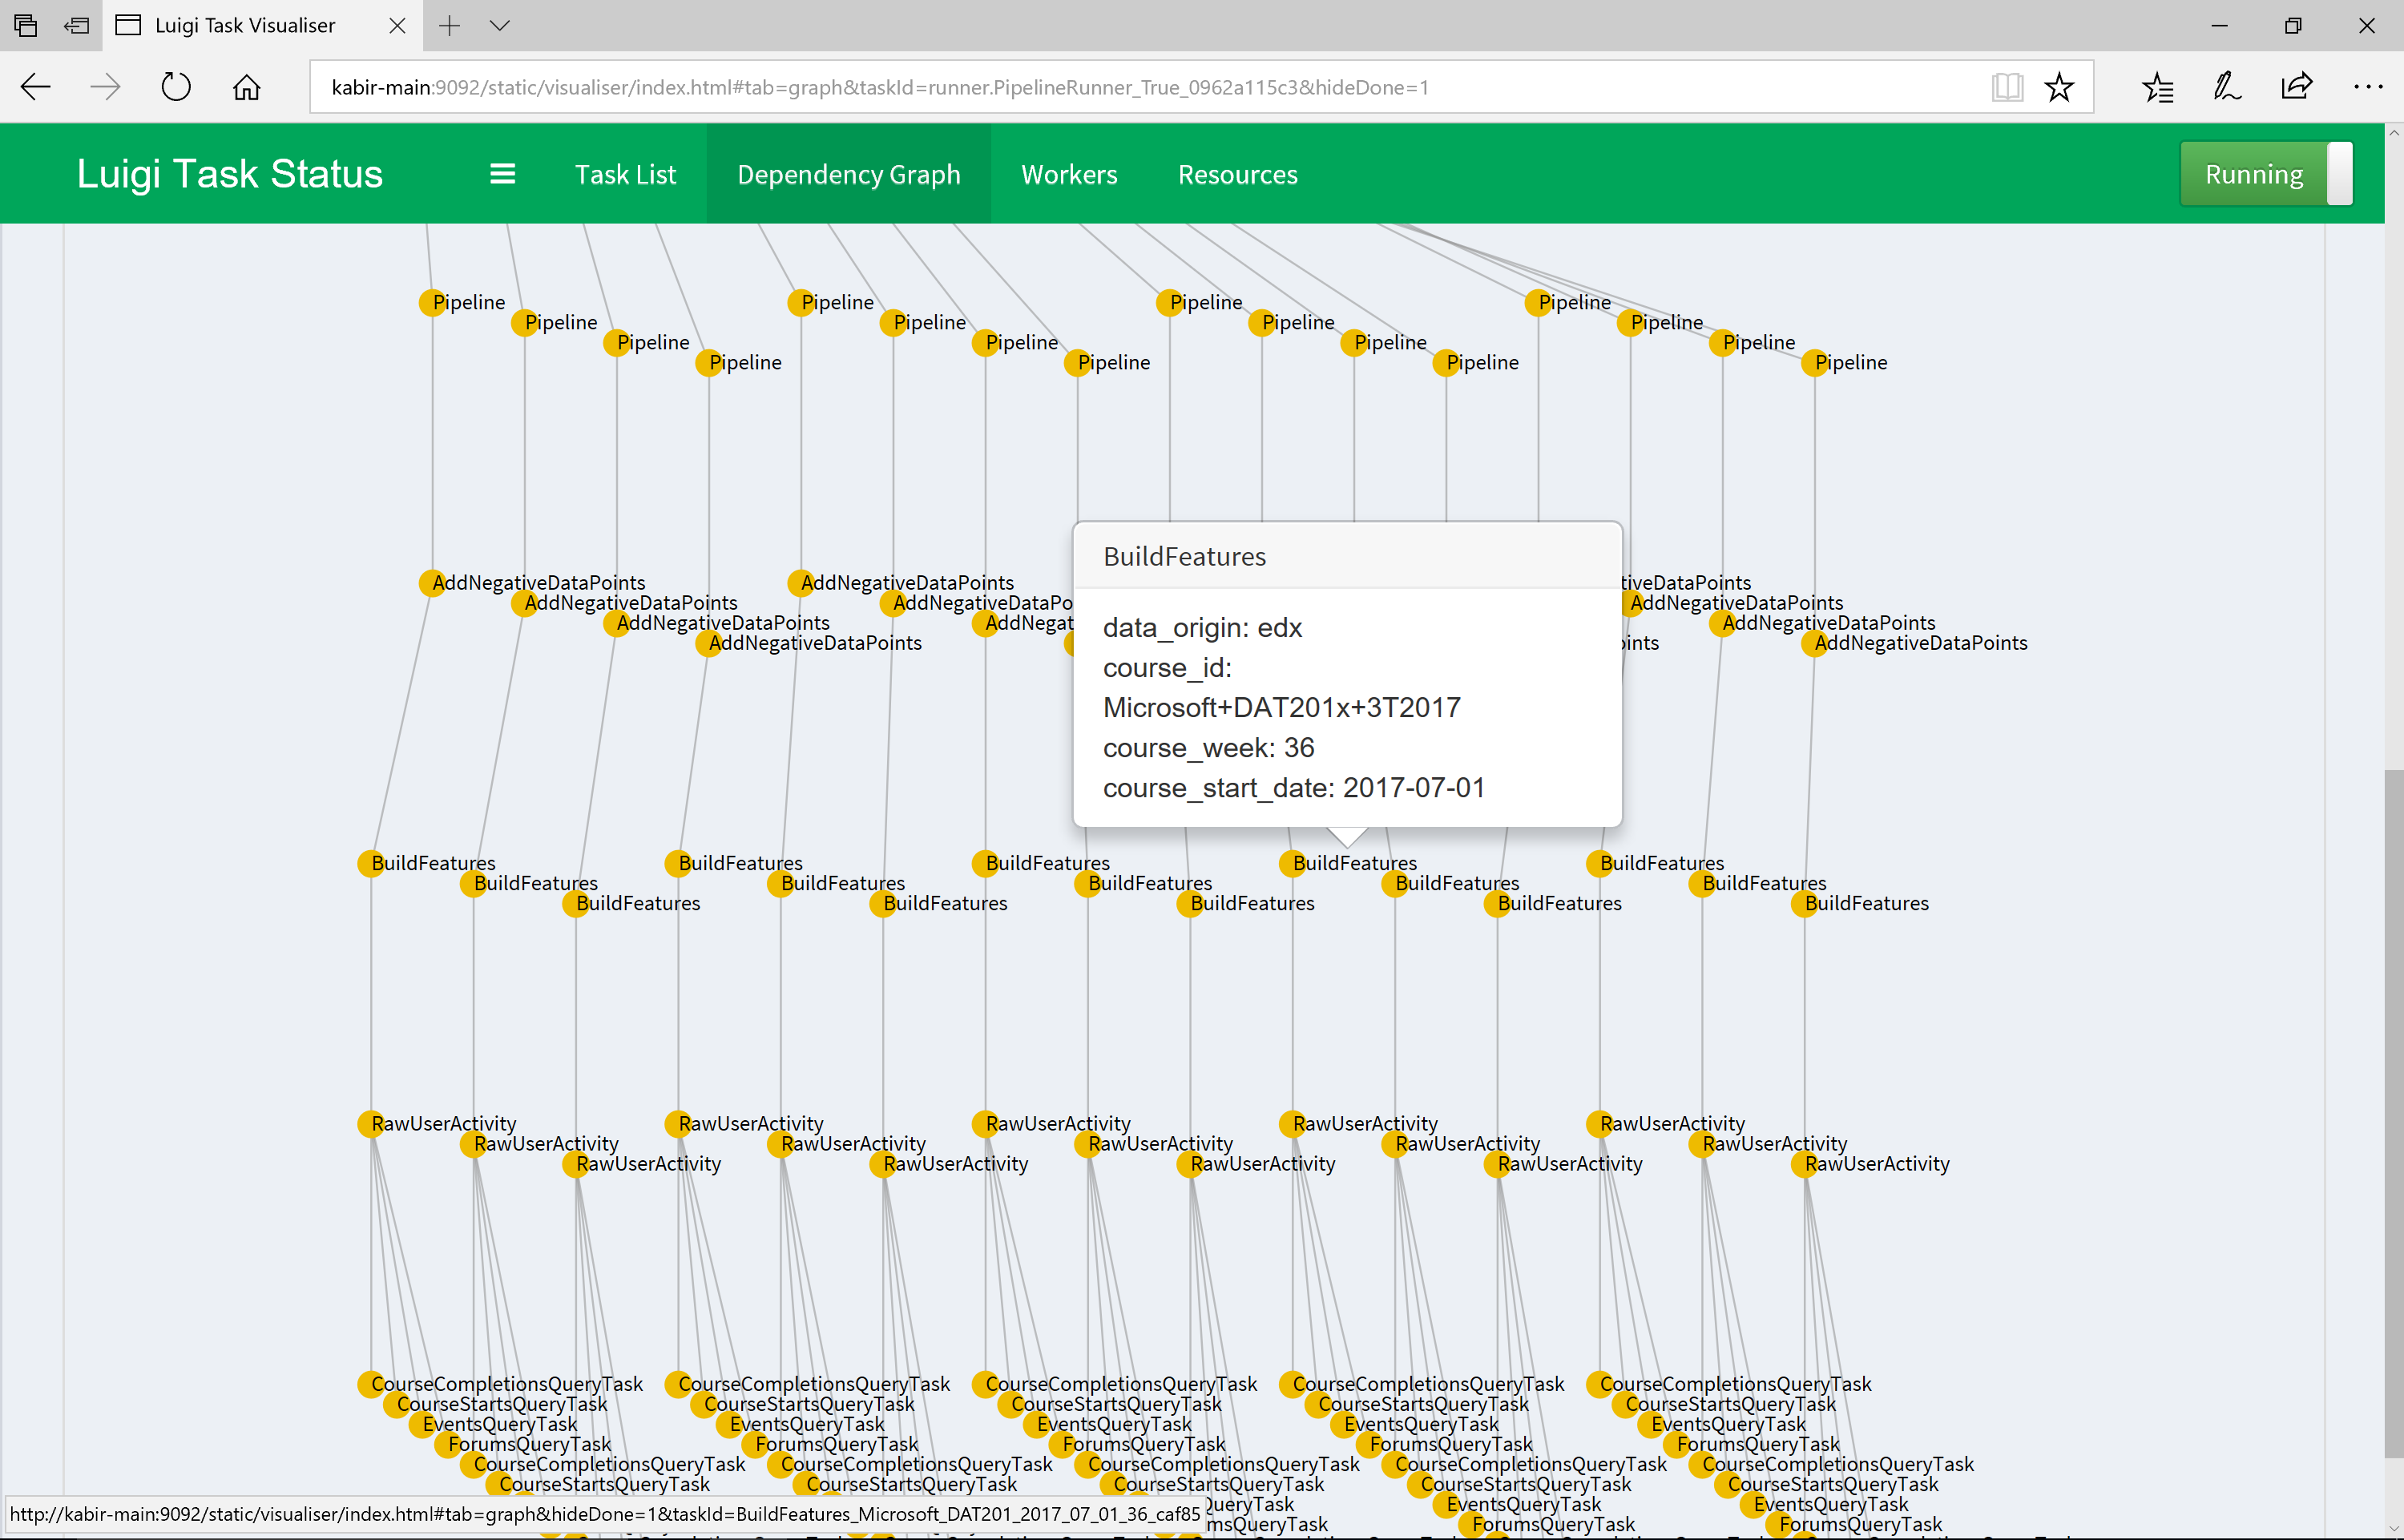 Luigi Task Visualiser
kabir-main:9092/static/visualiser/index.html#tab=graph&taskId=runner.PipelineRunner_True_0962a115c3&hideDone=1
Luigi Task Status Task List Dependency Graph Workers Resources Running
Pipeline Pipeline Pipeline Pipeline
Pipeline Pipeline Pipeline Pipeline
Pipeline Pipeline Pipeline Pipeline
Pipeline Pipeline Pipeline Pipeline
BuildFeatures
data_origin: edx
course_id:
Microsoft+DAT201x+3T2017
course_week: 36
course_start_date: 2017-07-01
AddNegativeDataPoints AddNegativeDataPoints tiveDataPoints
AddNegativeDataPoints AddNegativeDataPo AddNegativeDataPoints
AddNegativeDataPoints AddNegat AddNegativeDataPoints
AddNegativeDataPoints ints AddNegativeDataPoints
BuildFeatures BuildFeatures BuildFeatures BuildFeatures BuildFeatures
BuildFeatures BuildFeatures BuildFeatures BuildFeatures BuildFeatures
BuildFeatures BuildFeatures BuildFeatures BuildFeatures BuildFeatures
RawUserActivity RawUserActivity RawUserActivity RawUserActivity RawUserActivity
RawUserActivity RawUserActivity RawUserActivity RawUserActivity RawUserActivity
RawUserActivity RawUserActivity RawUserActivity RawUserActivity RawUserActivity
CourseCompletionsQueryTask CourseCompletionsQueryTask CourseCompletionsQueryTask CourseCompletionsQueryTask CourseCompletionsQueryTask
CourseStartsQueryTask CourseStartsQueryTask CourseStartsQueryTask CourseStartsQueryTask CourseStartsQueryTask
EventsQueryTask EventsQueryTask EventsQueryTask EventsQueryTask EventsQueryTask
ForumsQueryTask ForumsQueryTask ForumsQueryTask ForumsQueryTask ForumsQueryTask
CourseCompletionsQueryTask CourseCompletionsQueryTask CourseCompletionsQueryTask CourseCompletionsQueryTask CourseCompletionsQueryTask
CourseStartsQueryTask CourseStartsQueryTask CourseStartsQueryTask CourseStartsQueryTask CourseStartsQueryTask
QueryTask EventsQueryTask EventsQueryTask
msQueryTask ForumsQueryTask ForumsQueryTask
http://kabir-main:9092/static/visualiser/index.html#tab=graph&hideDone=1&taskId=BuildFeatures_Microsoft_DAT201_2017_07_01_36_caf85